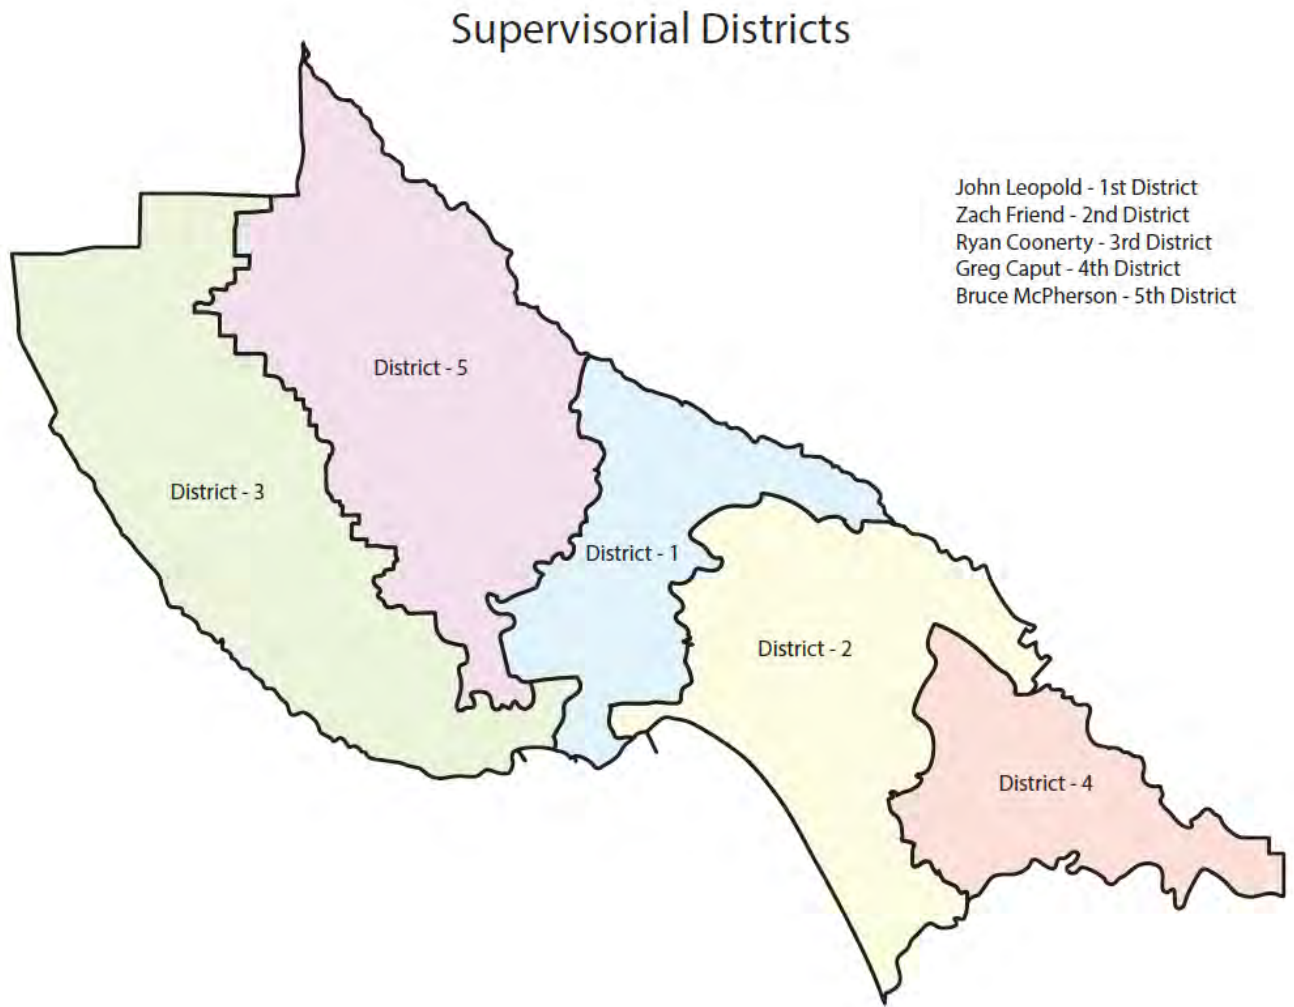 Supervisorial Districts
John Leopold - 1st District
Zach Friend - 2nd District
Ryan Coonerty - 3rd District
Greg Caput - 4th District
Bruce McPherson - 5th District
District - 5
District - 3
District - 1
District - 2
District - 4